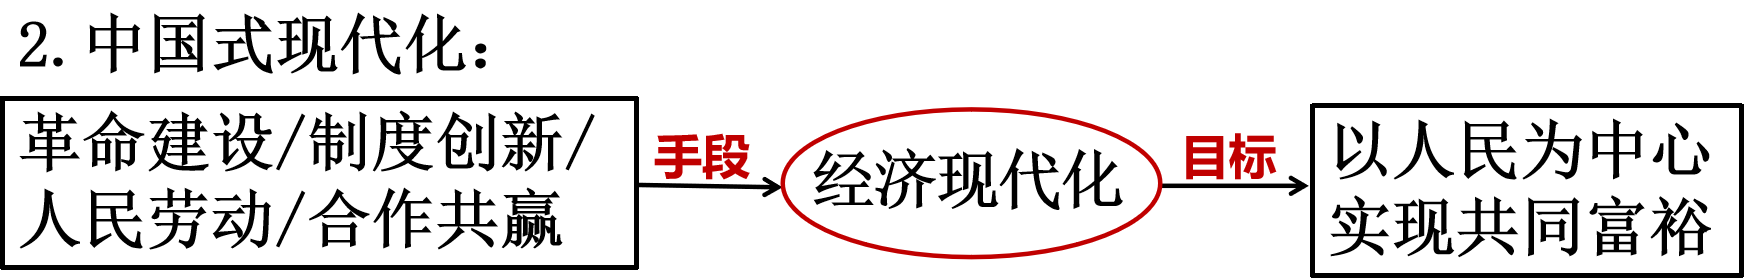 2.中国式现代化：
革命建设/制度创新/
人民劳动/合作共赢
手段
经济现代化
目标
以人民为中心
实现共同富裕